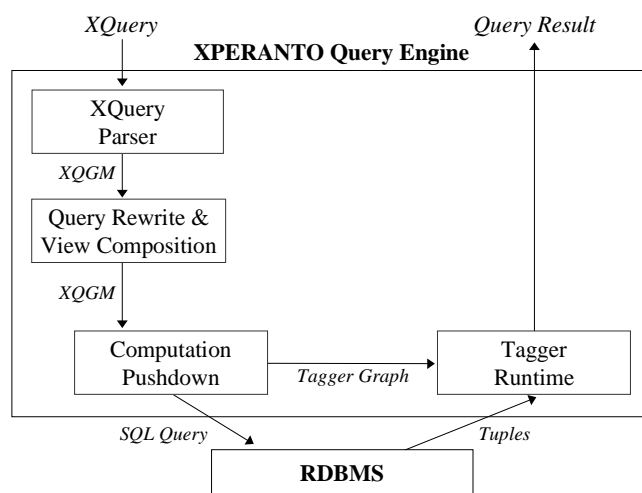 XQuery
Query Result
XPERANTO Query Engine
XQuery
Parser
XQGM
Query Rewrite &
View Composition
XQGM
Computation
Pushdown
Tagger Graph
Tagger
Runtime
SQL Query
Tuples
RDBMS